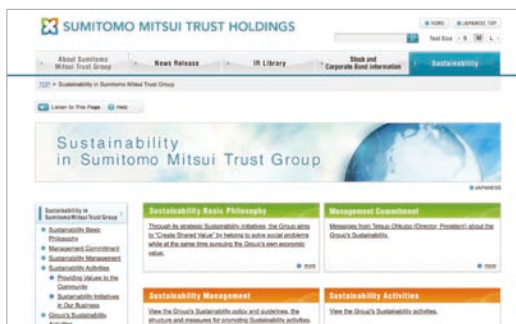 SUMITOMO MITSUI TRUST HOLDINGS
HOME
JAPANESE TOP
Text Size
S
M
L
About Sumitomo
Mitsui Trust Group
News Release
IR Library
Stock and
Corporate Bond information
Sustainability
TOP > Sustainability in Sumitomo Mitsui Trust Group
Listen to This Page
Help
Sustainability
in Sumitomo Mitsui Trust Group
JAPANESE
Sustainability in
Sumitomo Mitsui Trust Group
Sustainability Basic
Philosophy
Management Commitment
Sustainability Management
Sustainability Activities
Providing Values to the
Community
Sustainability Initiatives
in Our Business
Group's Sustainability
Activities
Sustainability Basic Philosophy
Through its strategic Sustainability initiatives, the Group aims
to "Create Shared Value" by helping to solve social problems
while at the same time pursuing the Group's own economic
value.
more
Management Commitment
Messages from Tetsuo Ohkubo (Director, President) about the
Group's Sustainability.
more
Sustainability Management
View the Group's Sustainability policy and guidelines, the
structure and measures for promoting Sustainability activities.
Sustainability Activities
View the Group's Sustainability activities.